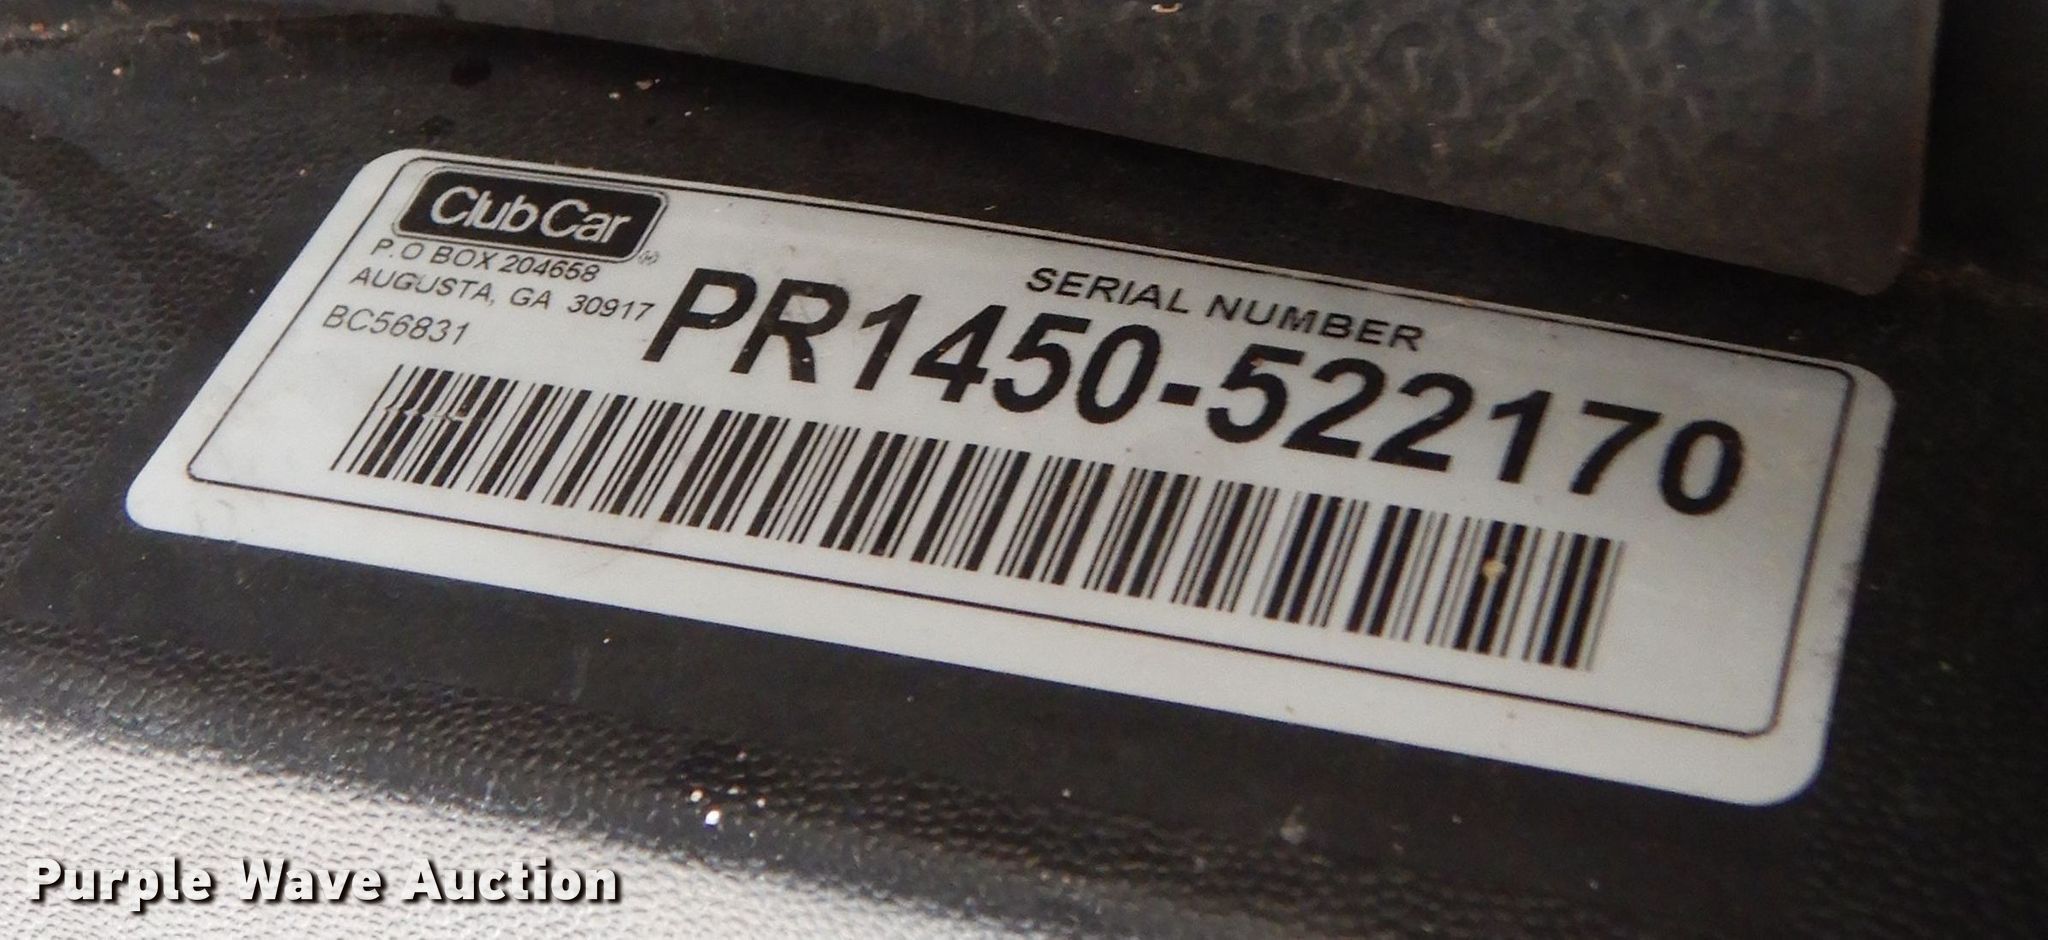 Club Car
P.O BOX 204658
AUGUSTA, GA 30917
BC56831
SERIAL NUMBER
PR1450-522170
Purple Wave Auction